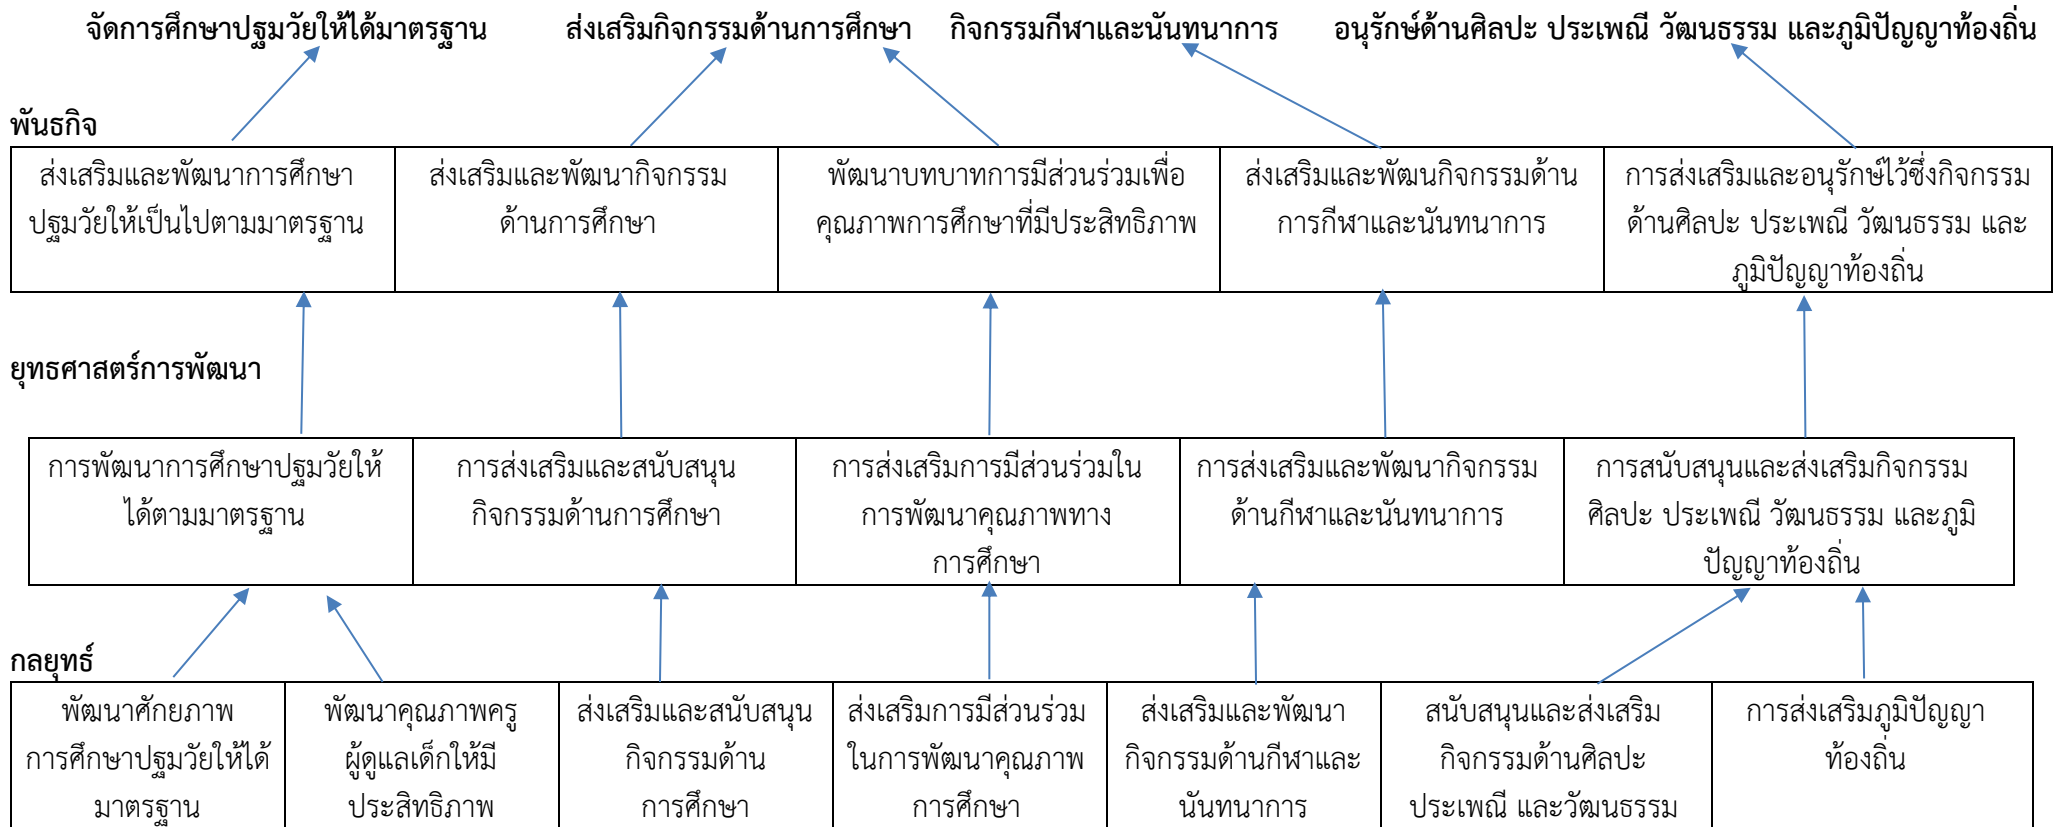 จัดการศึกษาปฐมวัยให้ได้มาตรฐาน ส่งเสริมกิจกรรมด้านการศึกษา กิจกรรมกีฬาและนันทนาการ อนุรักษ์ด้านศิลปะ ประเพณี วัฒนธรรม และภูมิปัญญาท้องถิ่น
พันธกิจ
ส่งเสริมและพัฒนาการศึกษา
ปฐมวัยให้เป็นไปตามมาตรฐาน
ส่งเสริมและพัฒนากิจกรรม
ด้านการศึกษา
พัฒนาบทบาทการมีส่วนร่วมเพื่อ
คุณภาพการศึกษาที่มีประสิทธิภาพ
ส่งเสริมและพัฒนกิจกรรมด้าน
การกีฬาและนันทนาการ
การส่งเสริมและอนุรักษ์ไว้ซึ่งกิจกรรม
ด้านศิลปะ ประเพณี วัฒนธรรม และ
ภูมิปัญญาท้องถิ่น
ยุทธศาสตร์การพัฒนา
การพัฒนาการศึกษาปฐมวัยให้
ได้ตามมาตรฐาน
การส่งเสริมและสนับสนุน
กิจกรรมด้านการศึกษา
การส่งเสริมการมีส่วนร่วมใน
การพัฒนาคุณภาพทาง
การศึกษา
การส่งเสริมและพัฒนากิจกรรม
ด้านกีฬาและนันทนาการ
การสนับสนุนและส่งเสริมกิจกรรม
ศิลปะ ประเพณี วัฒนธรรม และภูมิ
ปัญญาท้องถิ่น
กลยุทธ์
พัฒนาศักยภาพ
การศึกษาปฐมวัยให้ได้
มาตรฐาน
พัฒนาคุณภาพครู
ผู้ดูแลเด็กให้มี
ประสิทธิภาพ
ส่งเสริมและสนับสนุน
กิจกรรมด้าน
การศึกษา
ส่งเสริมการมีส่วนร่วม
ในการพัฒนาคุณภาพ
การศึกษา
ส่งเสริมและพัฒนา
กิจกรรมด้านกีฬาและ
นันทนาการ
สนับสนุนและส่งเสริม
กิจกรรมด้านศิลปะ
ประเพณี และวัฒนธรรม
การส่งเสริมภูมิปัญญา
ท้องถิ่น